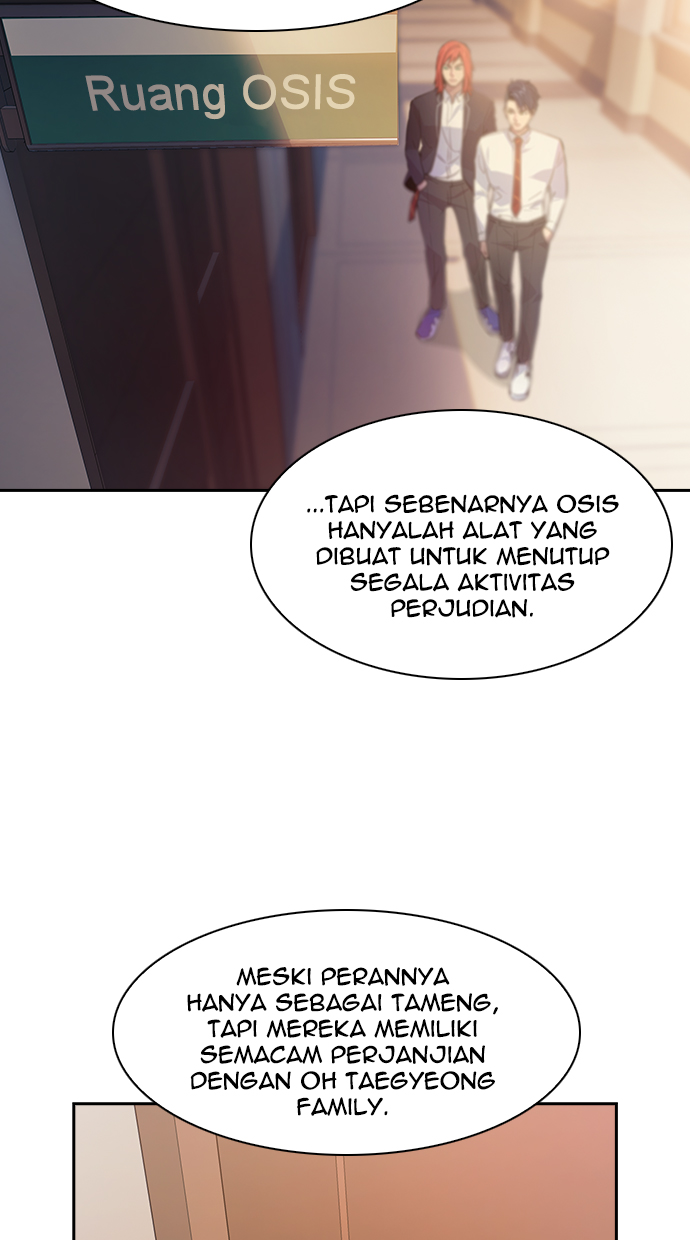 Ruang OSIS
...TAPI SEBENARNYA OSIS
HANYALAH ALAT YANG
DIBUAT UNTUK MENUTUP
SEGALA AKTIVITAS
PERJUDIAN.
MESKI PERANNYA
HANYA SEBAGAI TAMENG,
TAPI MEREKA MEMILIKI
SEMACAM PERJANJIAN
DENGAN OH TAEGYEONG
FAMILY.